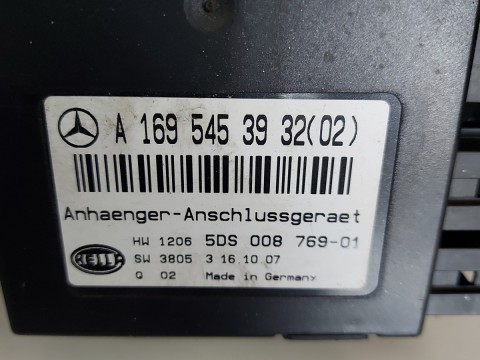 A 169 545 39 32(02)
Anhaenger-Anschlussgeraet
HW 1206 5DS 008 769-01
HELLA SW 3805 3 16.10.07
Q 02 Made in Germany